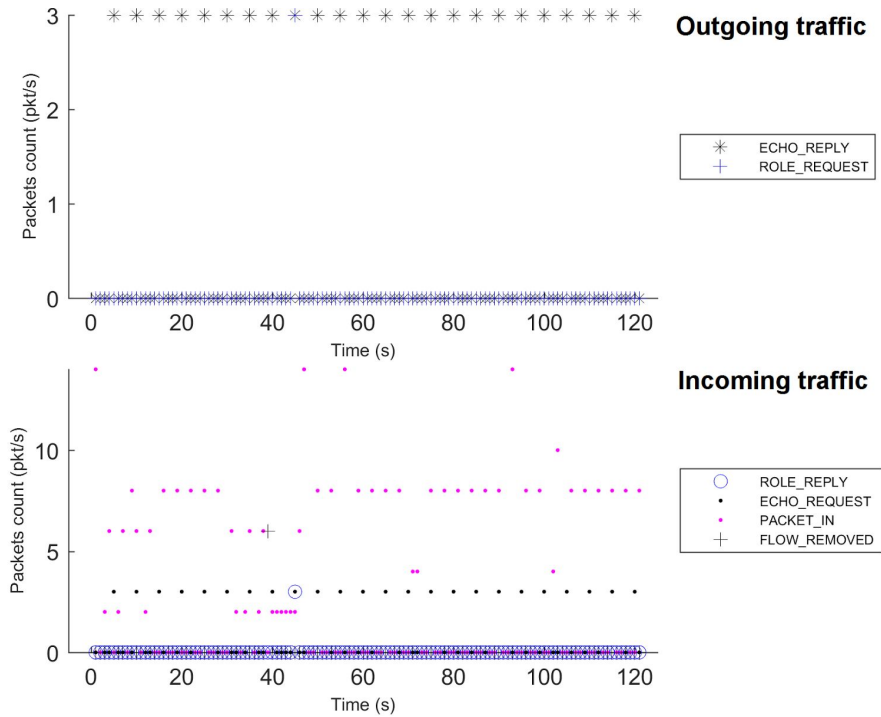 3
Outgoing traffic
2
Packets count (pkt/s)
ECHO_REPLY
ROLE_REQUEST
1
0
0 20 40 60 80 100 120
Time (s)
Incoming traffic
10
Packets count (pkt/s)
ROLE_REPLY
ECHO_REQUEST
PACKET_IN
FLOW_REMOVED
5
0
0 20 40 60 80 100 120
Time (s)